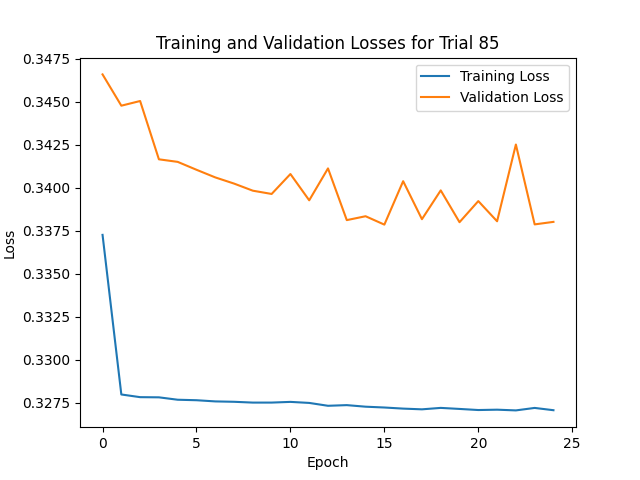 Training and Validation Losses for Trial 85
Training Loss
Validation Loss
0.3475
0.3450
0.3425
0.3400
0.3375
0.3350
0.3325
0.3300
0.3275
Loss
0 5 10 15 20 25
Epoch